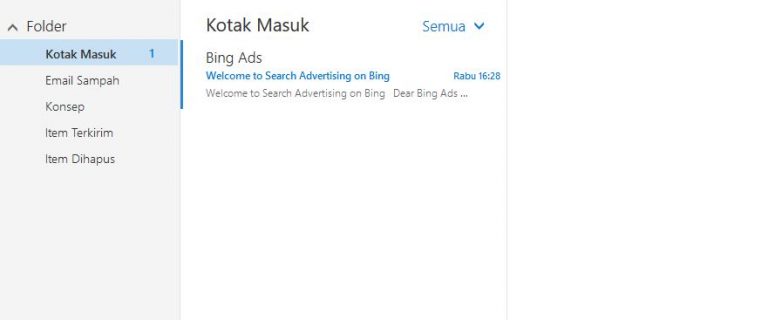 Folder
Kotak Masuk 1
Email Sampah
Konsep
Item Terkirim
Item Dihapus
Kotak Masuk Semua
Bing Ads
Welcome to Search Advertising on Bing Rabu 16:28
Welcome to Search Advertising on Bing Dear Bing Ads ...